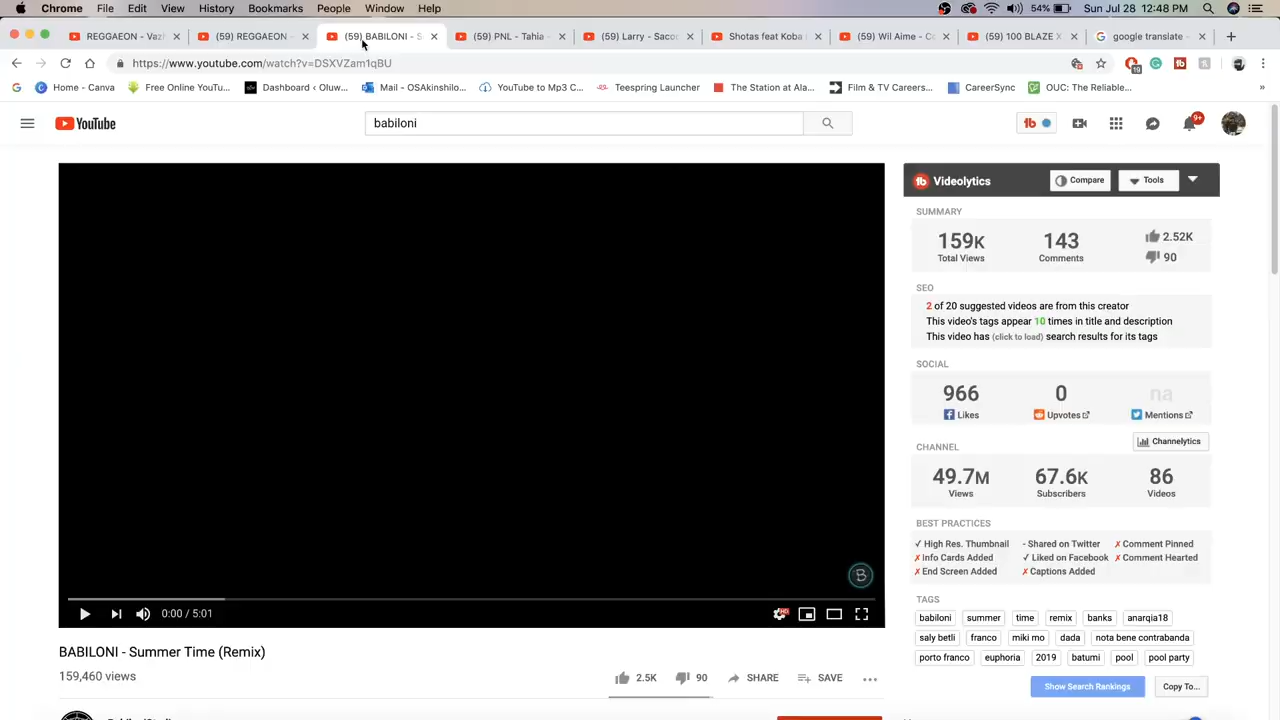 Chrome File Edit View History Bookmarks People Window Help 54% Sun Jul 28 12:48 PM
REGGAEON - Vaz (59) REGGAEON - (59) BABILONI - S (59) PNL - Tahia - (59) Larry - Saco Shotas feat Koba (59) Wil Aime - C (59) 100 BLAZE X google translate -
https://www.youtube.com/watch?v=DSXVZam1qBU 19
Home - Canva Free Online YouTu... Dashboard ‹ Oluw... Mail - OSAkinshilo... YouTube to Mp3 C... Teespring Launcher The Station at Ala... Film & TV Careers... CareerSync OUC: The Reliable... »
YouTube babiloni tb 9+
tb Videolytics Compare Tools
SUMMARY
159K 143 2.52K
Total Views Comments 90
SEO
2 of 20 suggested videos are from this creator
This video's tags appear 10 times in title and description
This video has (click to load) search results for its tags
SOCIAL
966 0 na
Likes Upvotes Mentions
CHANNEL Channelytics
49.7M 67.6K 86
Views Subscribers Videos
BEST PRACTICES
✓ High Res. Thumbnail - Shared on Twitter ✗ Comment Pinned
✗ Info Cards Added ✓ Liked on Facebook ✗ Comment Hearted
✗ End Screen Added ✗ Captions Added
B
0:00 / 5:01 HD
TAGS
babiloni summer time remix banks anarqia18
saly betli franco miki mo dada nota bene contrabanda
porto franco euphoria 2019 batumi pool pool party
Show Search Rankings Copy To...
BABILONI - Summer Time (Remix)
159,460 views
2.5K 90 SHARE SAVE